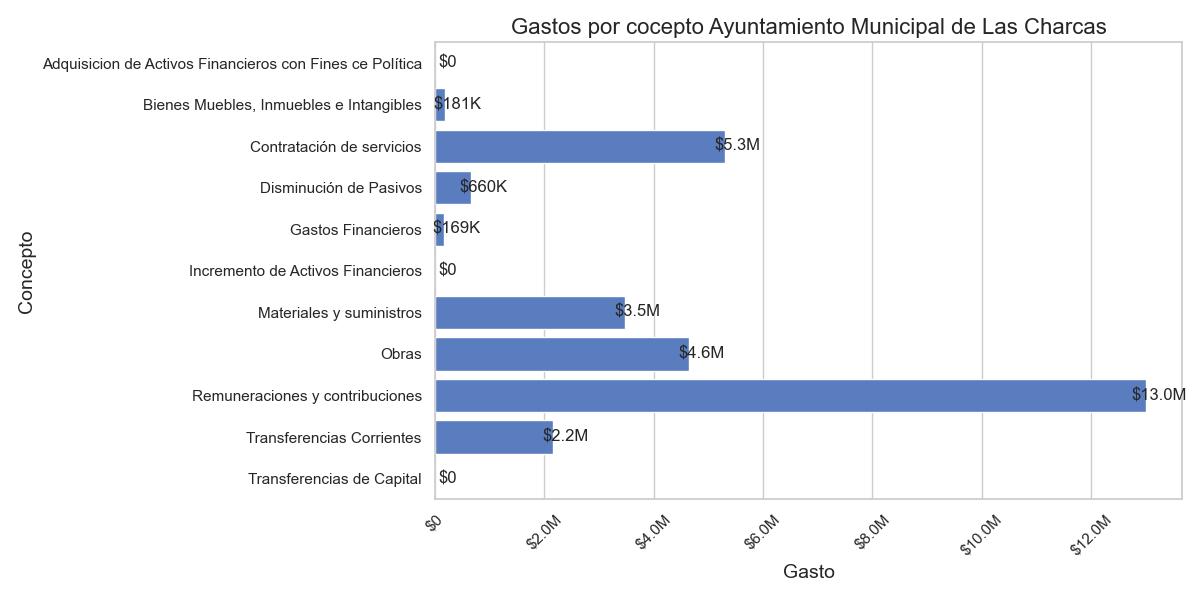 Gastos por cocepto Ayuntamiento Municipal de Las Charcas
Concepto
Adquisicion de Activos Financieros con Fines ce Política $0
Bienes Muebles, Inmuebles e Intangibles $181K
Contratación de servicios $5.3M
Disminución de Pasivos $660K
Gastos Financieros $169K
Incremento de Activos Financieros $0
Materiales y suministros $3.5M
Obras $4.6M
Remuneraciones y contribuciones $13.0M
Transferencias Corrientes $2.2M
Transferencias de Capital $0
$0 $2.0M $4.0M $6.0M $8.0M $10.0M $12.0M
Gasto